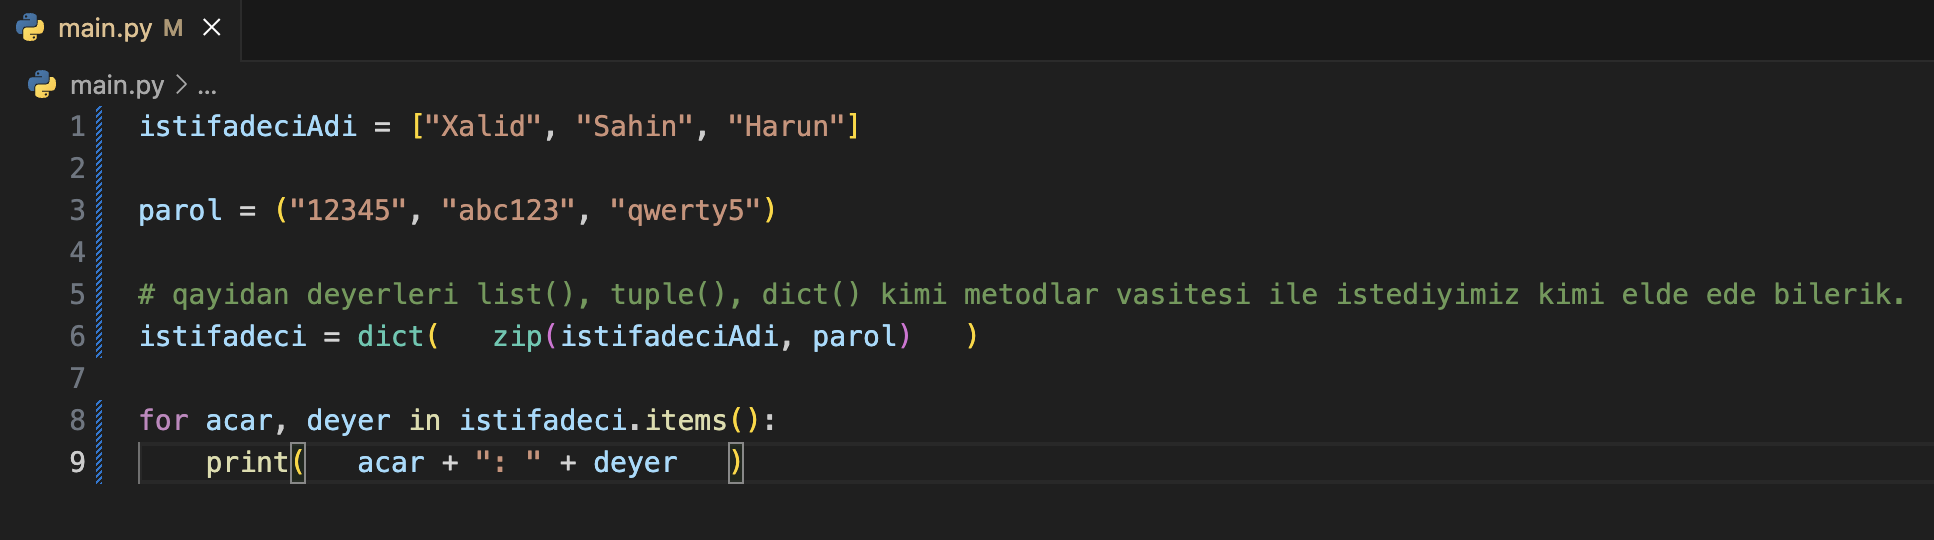 main.py M
main.py > ...
1 istifadeciAdi = ["Xalid", "Sahin", "Harun"]
2
3 parol = ("12345", "abc123", "qwerty5")
4
5 # qayidan deyerleri list(), tuple(), dict() kimi metodlar vasitesi ile istediyimiz kimi elde ede bilerik.
6 istifadeci = dict(   zip(istifadeciAdi, parol)   )
7
8 for acar, deyer in istifadeci.items():
9     print(   acar + ": " + deyer   )